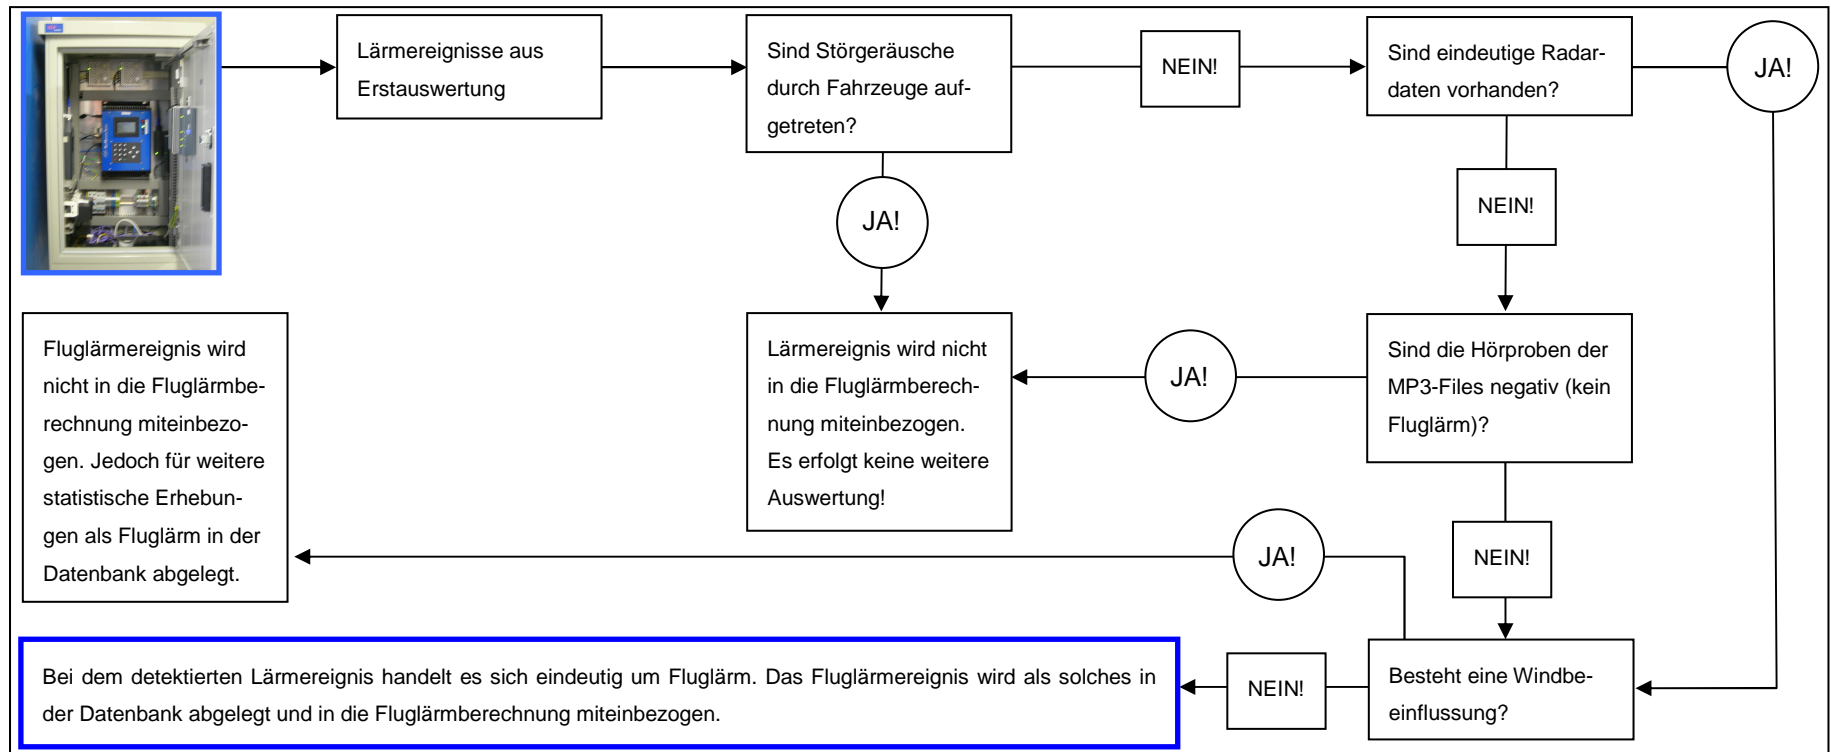 Lärmereignisse aus
Erstauswertung
Sind Störgeräusche
durch Fahrzeuge auf-
getreten?
NEIN!
Sind eindeutige Radar-
daten vorhanden?
JA!
JA!
NEIN!
Fluglärmereignis wird
nicht in die Fluglärmbe-
rechnung miteinbezo-
gen. Jedoch für weitere
statistische Erhebun-
gen als Fluglärm in der
Datenbank abgelegt.
Lärmereignis wird nicht
in die Fluglärmberech-
nung miteinbezogen.
Es erfolgt keine weitere
Auswertung!
JA!
Sind die Hörproben der
MP3-Files negativ (kein
Fluglärm)?
JA!
NEIN!
Bei dem detektierten Lärmereignis handelt es sich eindeutig um Fluglärm. Das Fluglärmereignis wird als solches in
der Datenbank abgelegt und in die Fluglärmberechnung miteinbezogen.
NEIN!
Besteht eine Windbe-
einflussung?